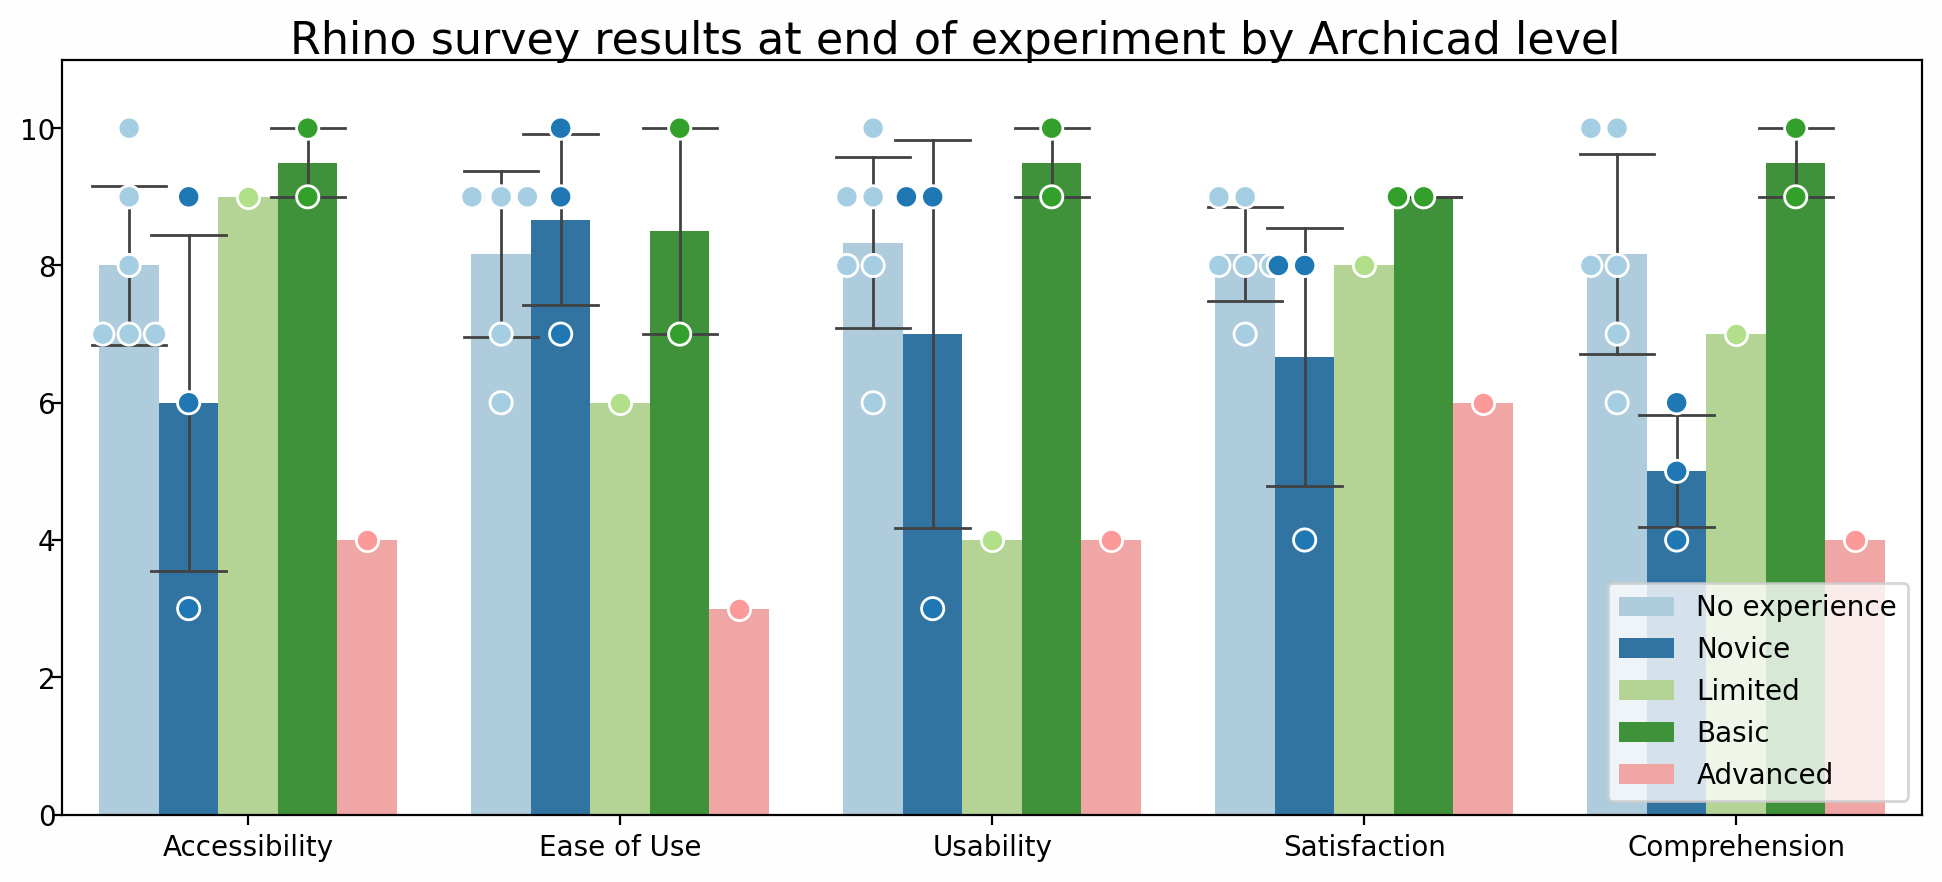 Rhino survey results at end of experiment by Archicad level
10
8
6
4
2
0
Accessibility
Ease of Use
Usability
Satisfaction
Comprehension
No experience
Novice
Limited
Basic
Advanced